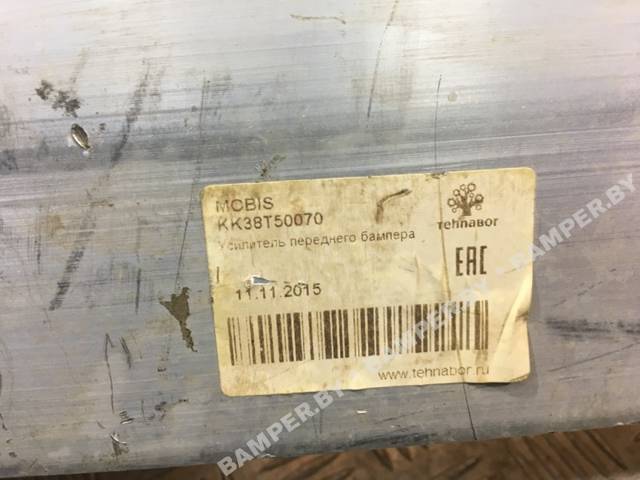 MOBIS
KK38T50070
Усилитель переднего бампера
tehnabor
EAC
11.11.2015
www.tehnabor.ru
BAMPER.BY - BAMPER.BY - BAMPER.BY